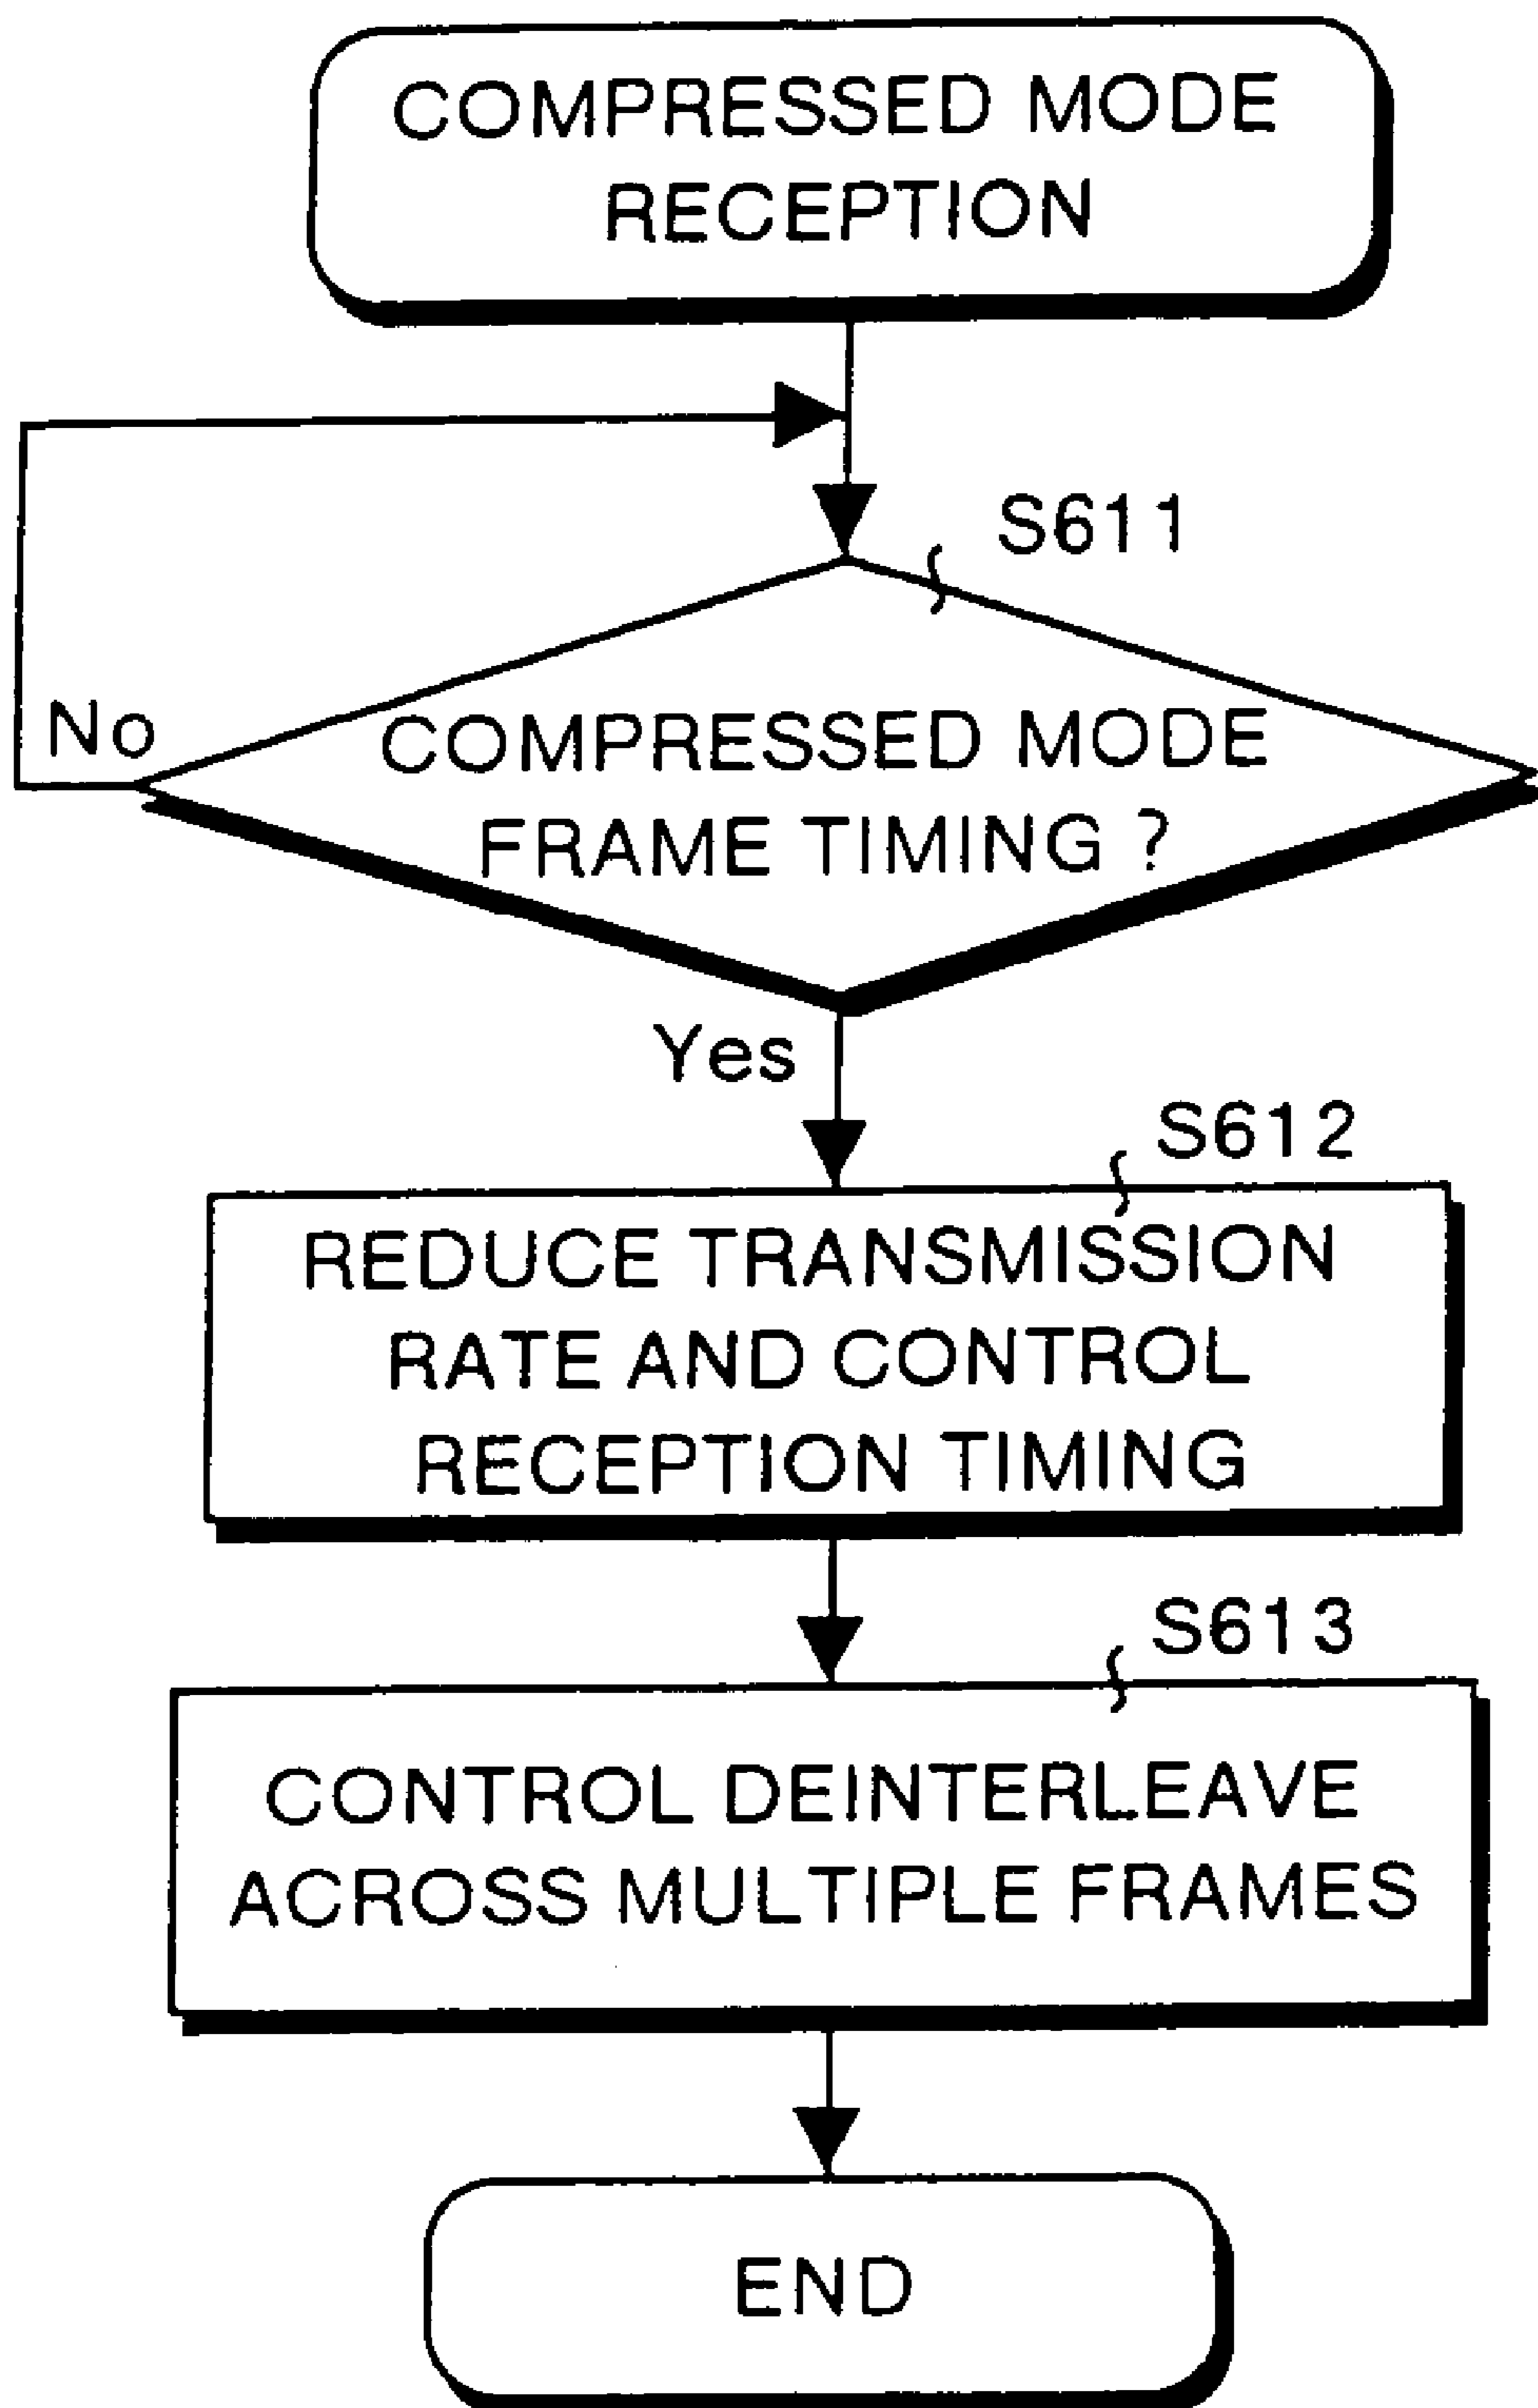 COMPRESSED MODE
RECEPTION
S611
No
COMPRESSED MODE
FRAME TIMING ?
Yes
S612
REDUCE TRANSMISSION
RATE AND CONTROL
RECEPTION TIMING
S613
CONTROL DEINTERLEAVE
ACROSS MULTIPLE FRAMES
END